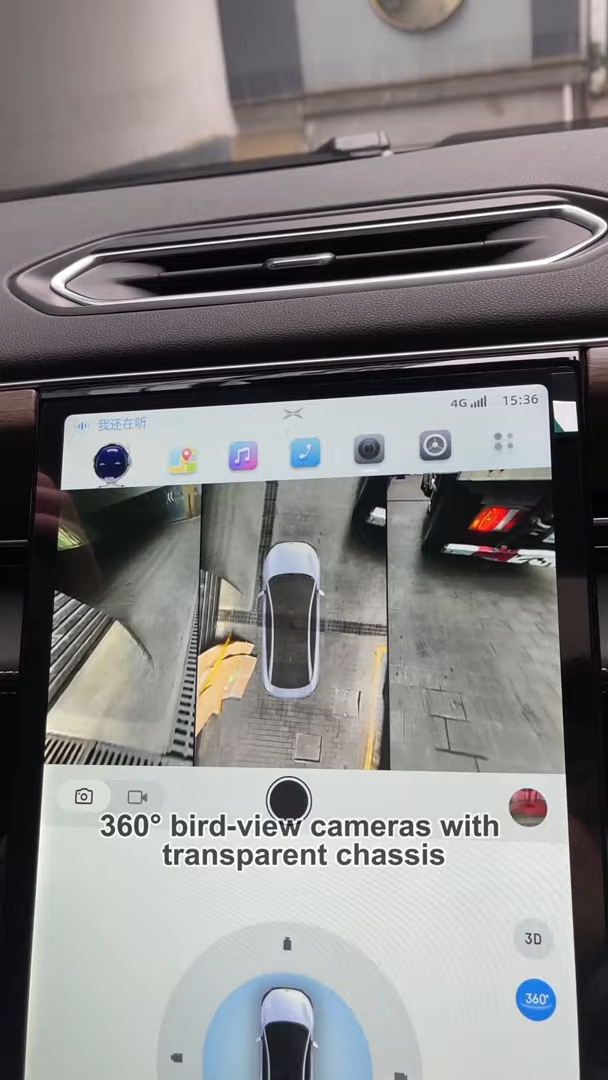 我还在听
4G 15:36
360° bird-view cameras with
transparent chassis
3D
360°